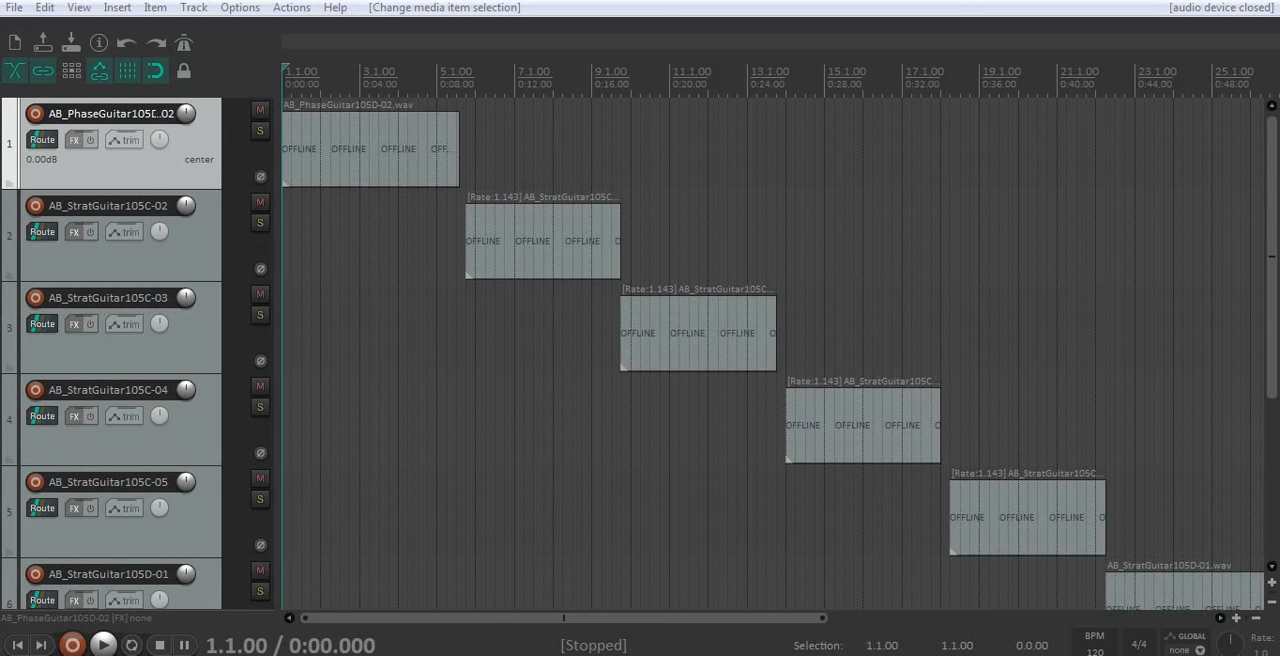 File Edit View Insert Item Track Options Actions Help [Change media item selection] [audio device closed]
1.1.00 3.1.00 5.1.00 7.1.00 9.1.00 11.1.00 13.1.00 15.1.00 17.1.00 19.1.00 21.1.00 23.1.00 25.1.00
0:00.00 0:04.00 0:08.00 0:12.00 0:16.00 0:20.00 0:24.00 0:28.00 0:32.00 0:36.00 0:40.00 0:44.00 0:48.00
AB_PhaseGuitar105D-02.wav
1 AB_PhaseGuitar105[..02 M
Route FX trim S
0.00dB center
OFFLINE OFFLINE OFFLINE OFF...
[Rate:1.143] AB_StratGuitar105C...
2 AB_StratGuitar105C-02 M
Route FX trim S
OFFLINE OFFLINE OFFLINE O
[Rate:1.143] AB_StratGuitar105C...
3 AB_StratGuitar105C-03 M
Route FX trim S
OFFLINE OFFLINE OFFLINE O
[Rate:1.143] AB_StratGuitar105C...
4 AB_StratGuitar105C-04 M
Route FX trim S
OFFLINE OFFLINE OFFLINE O
[Rate:1.143] AB_StratGuitar105C...
5 AB_StratGuitar105C-05 M
Route FX trim S
OFFLINE OFFLINE OFFLINE O
AB_StratGuitar105D-01.wav
6 AB_StratGuitar105D-01 M
Route FX trim S
OFFLINE OFFLINE OFFLINE
AB_PhaseGuitar105D-02 [FX] none
1.1.00 / 0:00.000 [Stopped] Selection: 1.1.00 1.1.00 0.0.00 BPM 120 4/4 GLOBAL none Rate: 1.0